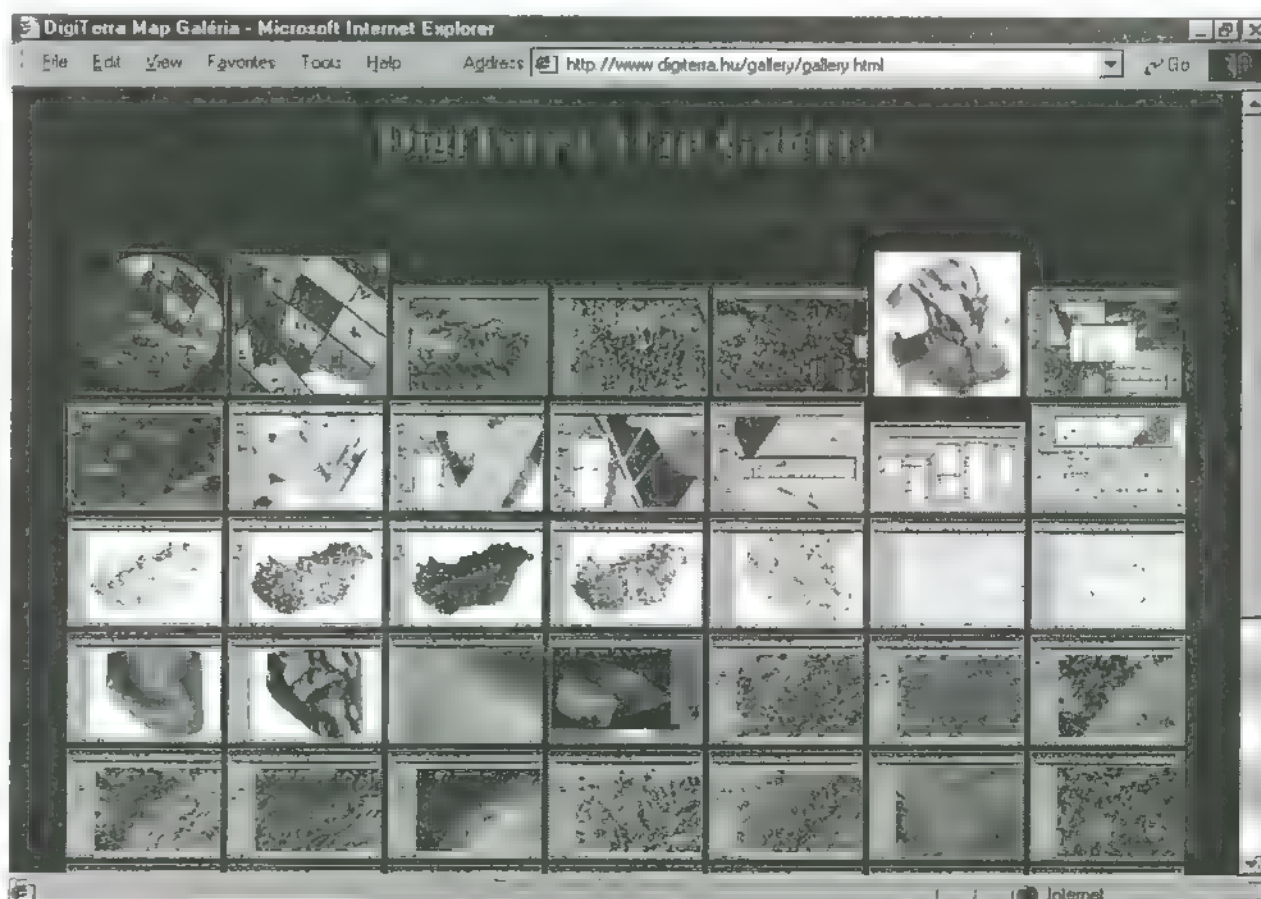 DigiTerra Map Galéria - Microsoft Internet Explorer
File Edit View Favorites Tools Help Address http://www.digiterra.hu/gallery/gallery.html Go
DigiTerra Map Galéria
Internet